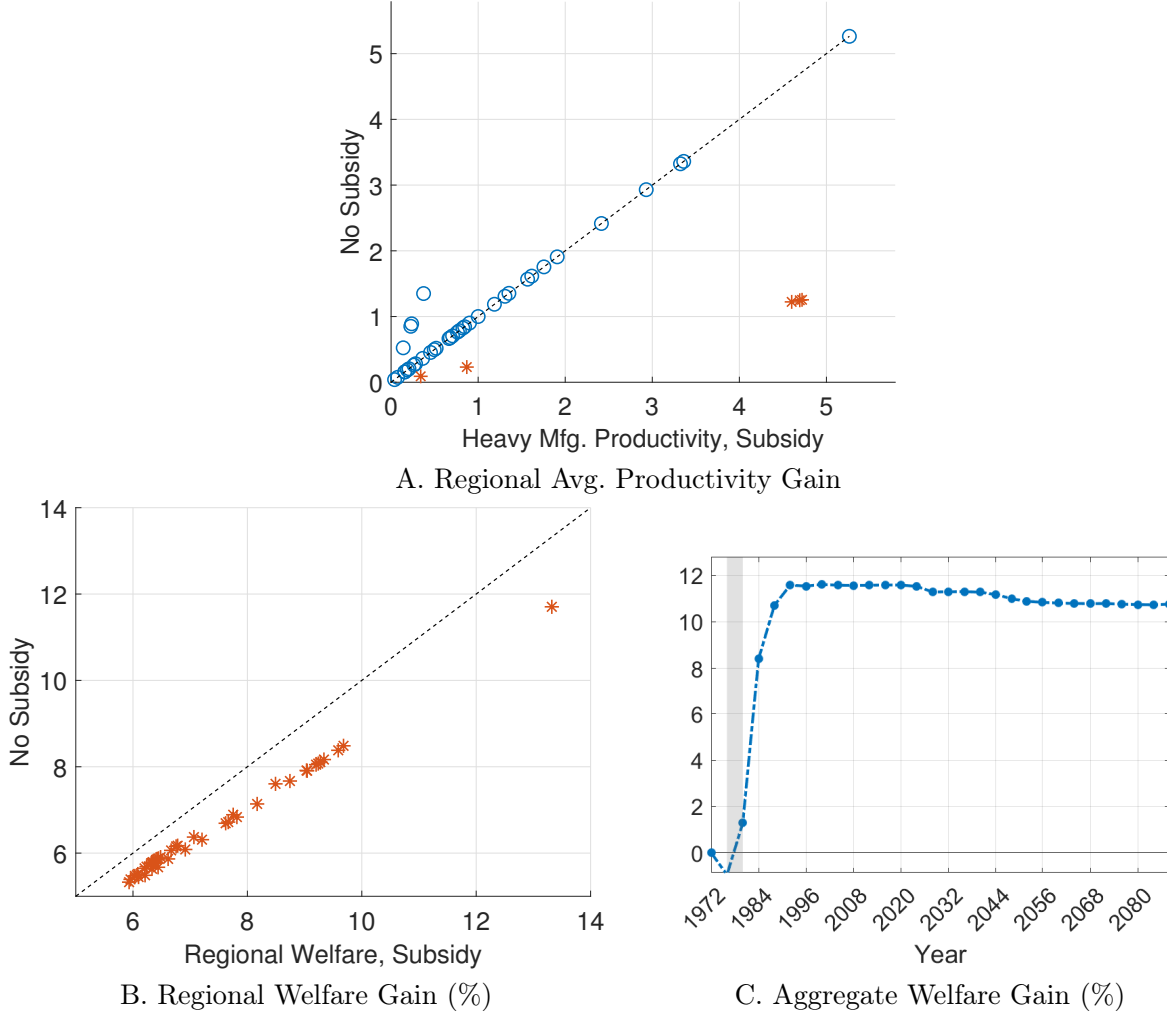 No Subsidy
5
4
3
2
1
0
0 1 2 3 4 5
Heavy Mfg. Productivity, Subsidy
A. Regional Avg. Productivity Gain
No Subsidy
14
12
10
8
6
6 8 10 12 14
Regional Welfare, Subsidy
B. Regional Welfare Gain (%)
12
10
8
6
4
2
0
1972 1984 1996 2008 2020 2032 2044 2056 2068 2080
Year
C. Aggregate Welfare Gain (%)